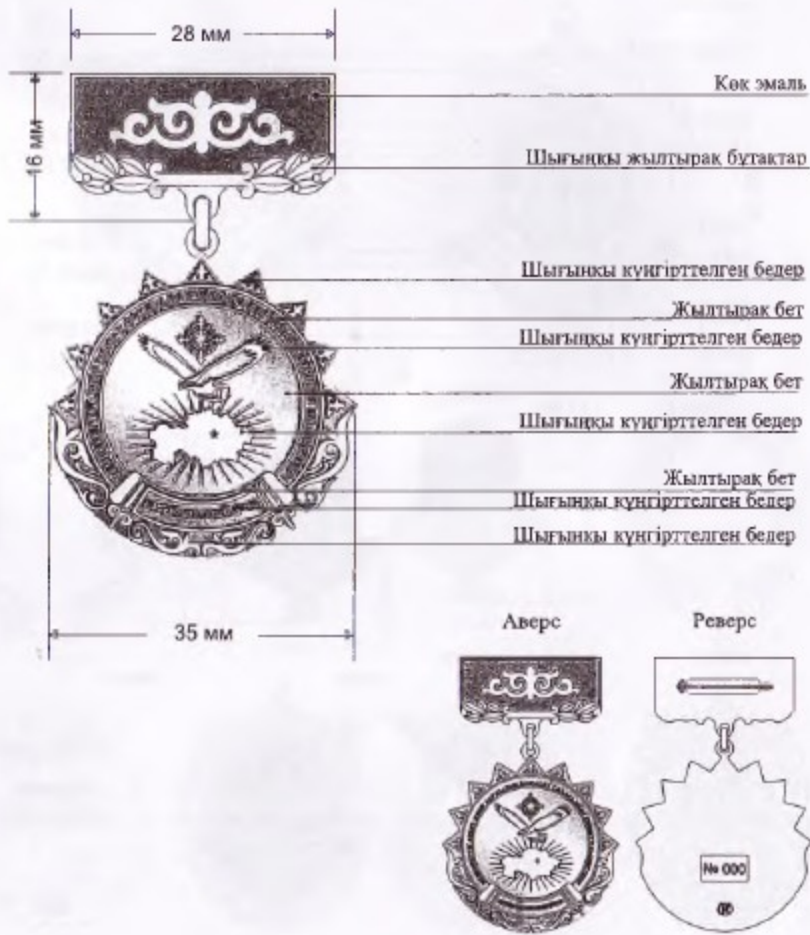 28 мм
16 мм
Көк эмаль
Шығыңқы жылтырақ бұтақтар
Шығыңқы күңгірттелген бедер
Жылтырақ бет
Шығыңқы күңгірттелген бедер
Жылтырақ бет
Шығыңқы күңгірттелген бедер
Жылтырақ бет
Шығыңқы күңгірттелген бедер
Шығыңқы күңгірттелген бедер
35 мм
Аверс Реверс
№ 000